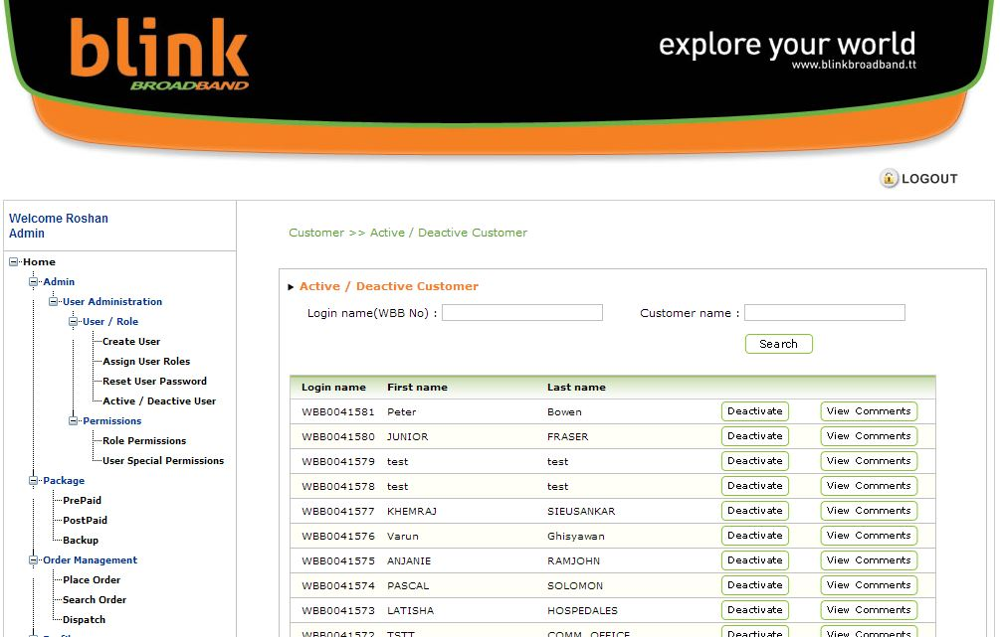 blink
BROADBAND
explore your world
www.blinkbroadband.tt
LOGOUT
Welcome Roshan
Admin
Home
Admin
User Administration
User / Role
Create User
Assign User Roles
Reset User Password
Active / Deactive User
Permissions
Role Permissions
User Special Permissions
Package
PrePaid
PostPaid
Backup
Order Management
Place Order
Search Order
Dispatch
Customer >> Active / Deactive Customer
Active / Deactive Customer
Login name(WBB No) : Customer name :
Search
Login name First name Last name
WBB0041581 Peter Bowen Deactivate View Comments
WBB0041580 JUNIOR FRASER Deactivate View Comments
WBB0041579 test test Deactivate View Comments
WBB0041578 test test Deactivate View Comments
WBB0041577 KHEMRAJ SIEUSANKAR Deactivate View Comments
WBB0041576 Varun Ghisyawan Deactivate View Comments
WBB0041575 ANJANIE RAMJOHN Deactivate View Comments
WBB0041574 PASCAL SOLOMON Deactivate View Comments
WBB0041573 LATISHA HOSPEDALES Deactivate View Comments
WBB0041572 TSTT COMM. OFFICE Deactivate View Comments